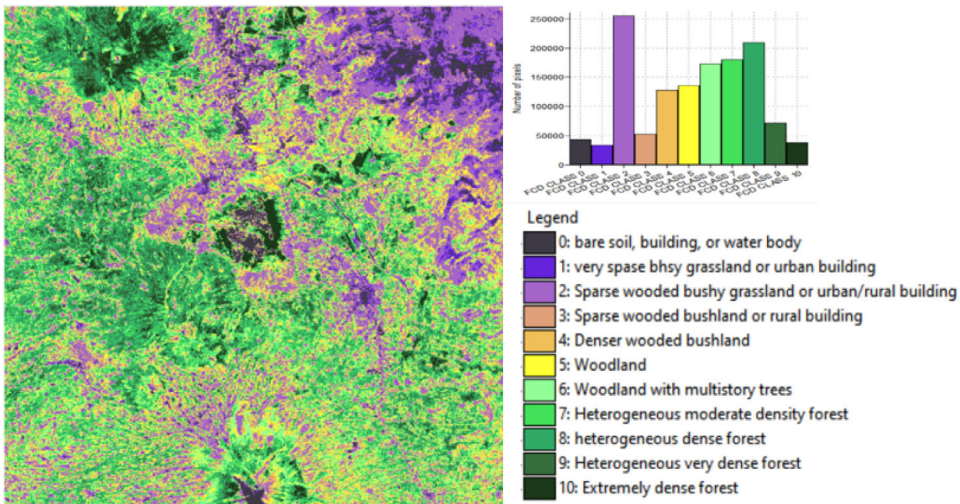 250000
200000
150000
100000
50000
0
Number of pixels
FCD CLASS 0
FCD CLASS 1
FCD CLASS 2
FCD CLASS 3
FCD CLASS 4
FCD CLASS 5
FCD CLASS 6
FCD CLASS 7
FCD CLASS 8
FCD CLASS 9
FCD CLASS 10
Legend
0: bare soil, building, or water body
1: very spase bhsy grassland or urban building
2: Sparse wooded bushy grassland or urban/rural building
3: Sparse wooded bushland or rural building
4: Denser wooded bushland
5: Woodland
6: Woodland with multistory trees
7: Heterogeneous moderate density forest
8: heterogeneous dense forest
9: Heterogeneous very dense forest
10: Extremely dense forest